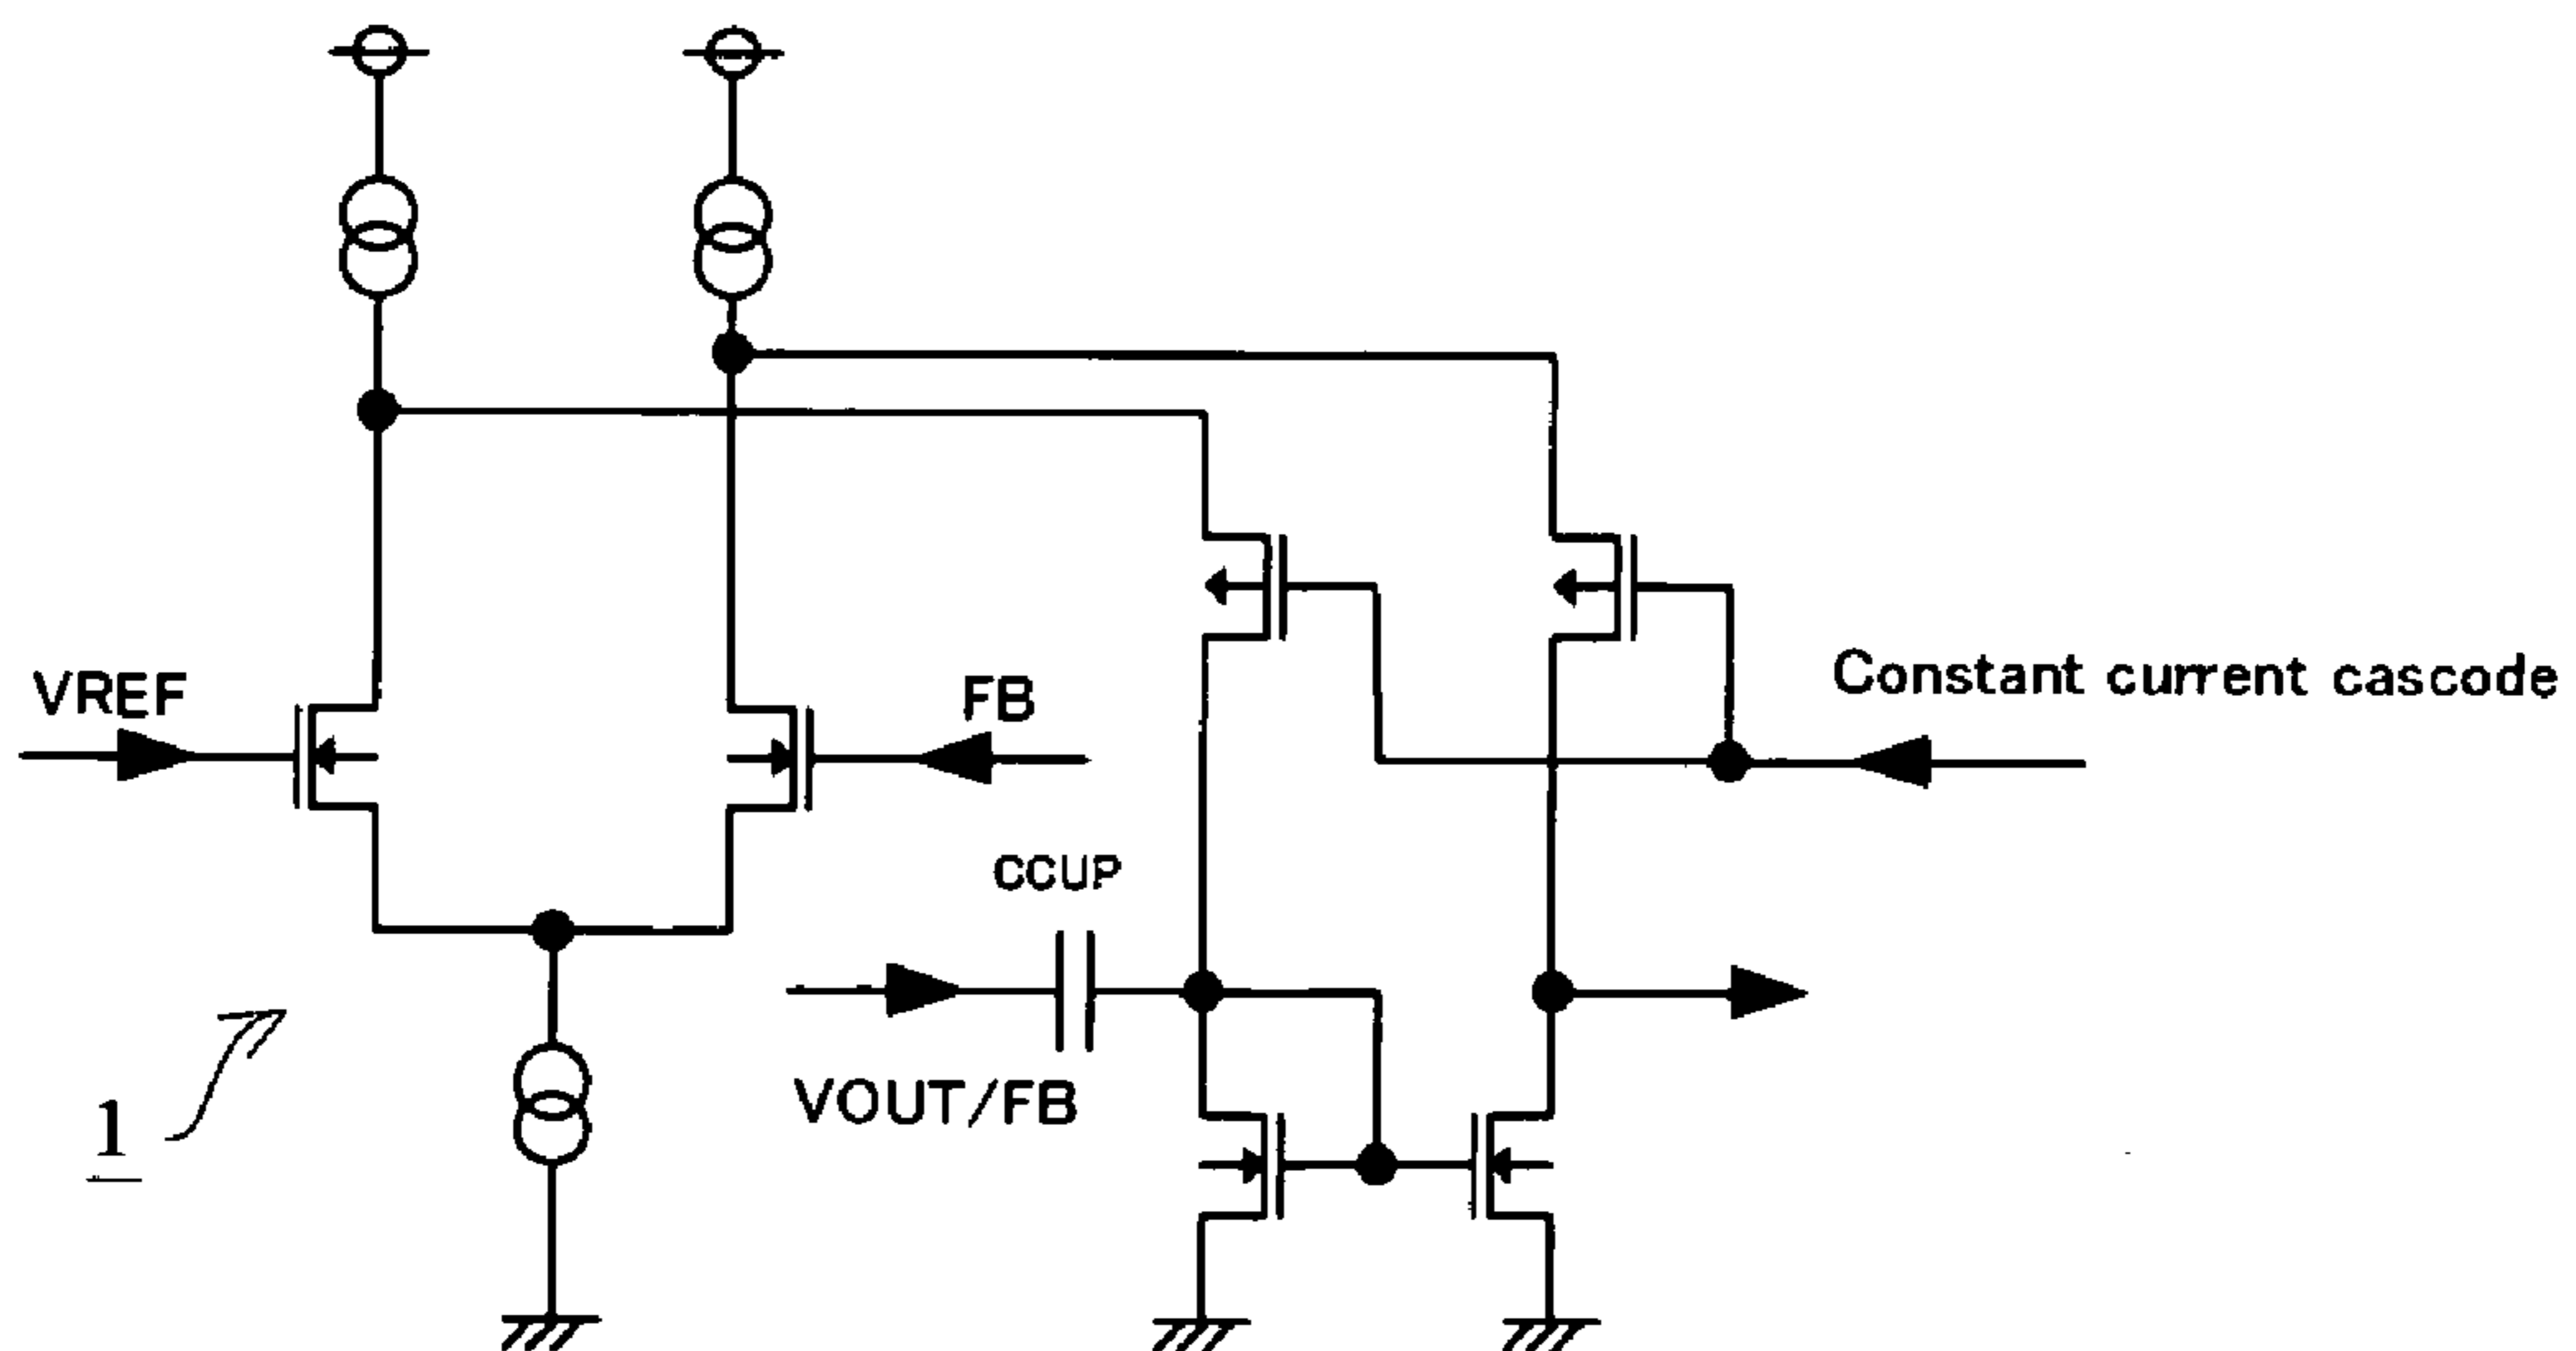 VREF
FB
Constant current cascode
CCUP
VOUT/FB
1